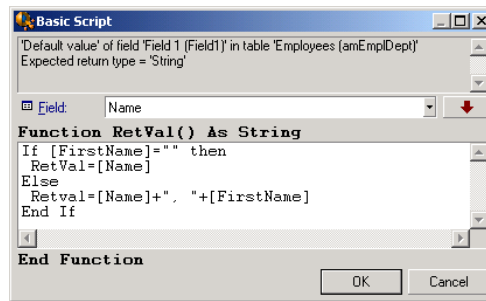 Basic Script
'Default value' of field 'Field 1 (Field1)' in table 'Employees (amEmplDept)'
Expected return type = 'String'
Field: Name
Function RetVal() As String
If [FirstName]="" then
RetVal=[Name]
Else
Retval=[Name]+", "+[FirstName]
End If
End Function
OK Cancel